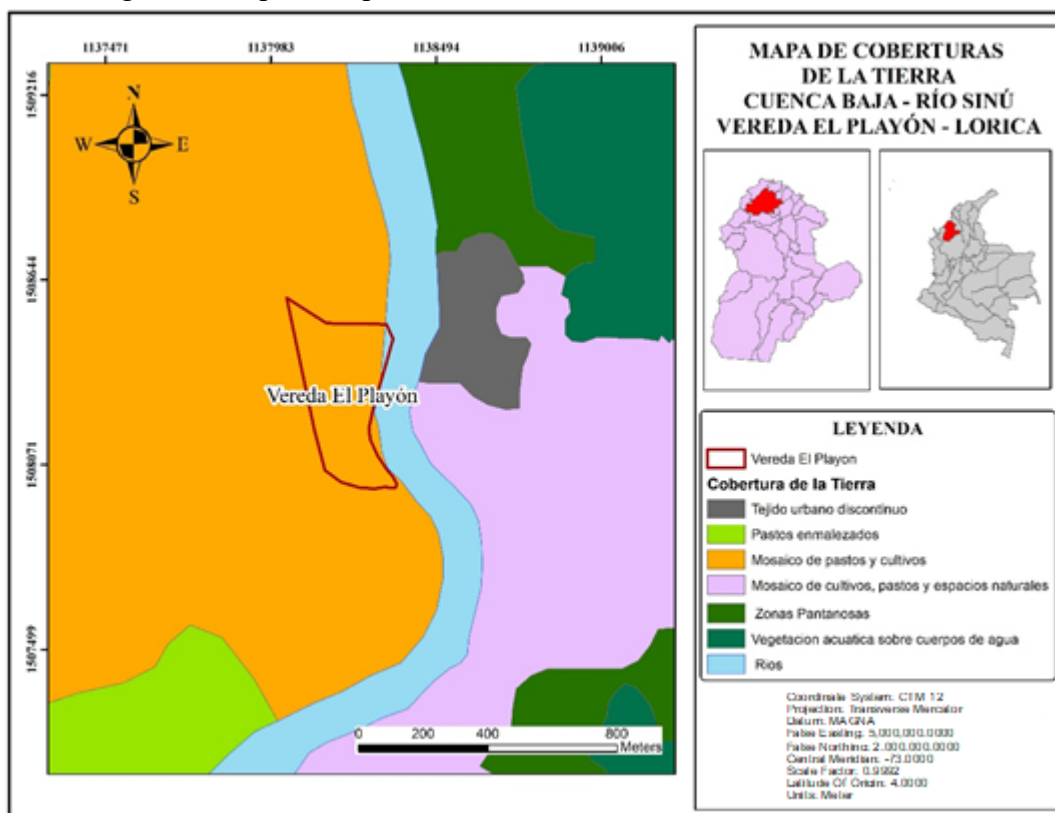 1137471 1137983 1138494 1139006
1509216
1508644
1508071
1507499
N
W E
S
Vereda El Playón
0 200 400 800
Meters
MAPA DE COBERTURAS
DE LA TIERRA
CUENCA BAJA - RÍO SINÚ
VEREDA EL PLAYÓN - LORICA
LEYENDA
Vereda El Playon
Cobertura de la Tierra
Tejido urbano discontinuo
Pastos enmalezados
Mosaico de pastos y cultivos
Mosaico de cultivos, pastos y espacios naturales
Zonas Pantanosas
Vegetacion acuatica sobre cuerpos de agua
Rios
Coordinate System: CTM 12
Projection: Transverse Mercator
Datum: MAGNA
False Easting: 5,000,000.0000
False Northing: 2,000,000.0000
Central Meridian: -73.0000
Scale Factor: 0.9992
Latitude Of Origin: 4.0000
Units: Meter